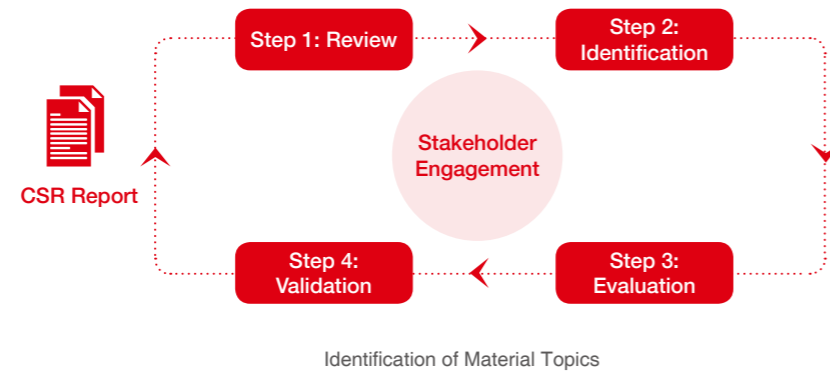 Step 1: Review
Step 2:
Identification
Stakeholder
Engagement
CSR Report
Step 4:
Validation
Step 3:
Evaluation
Identification of Material Topics